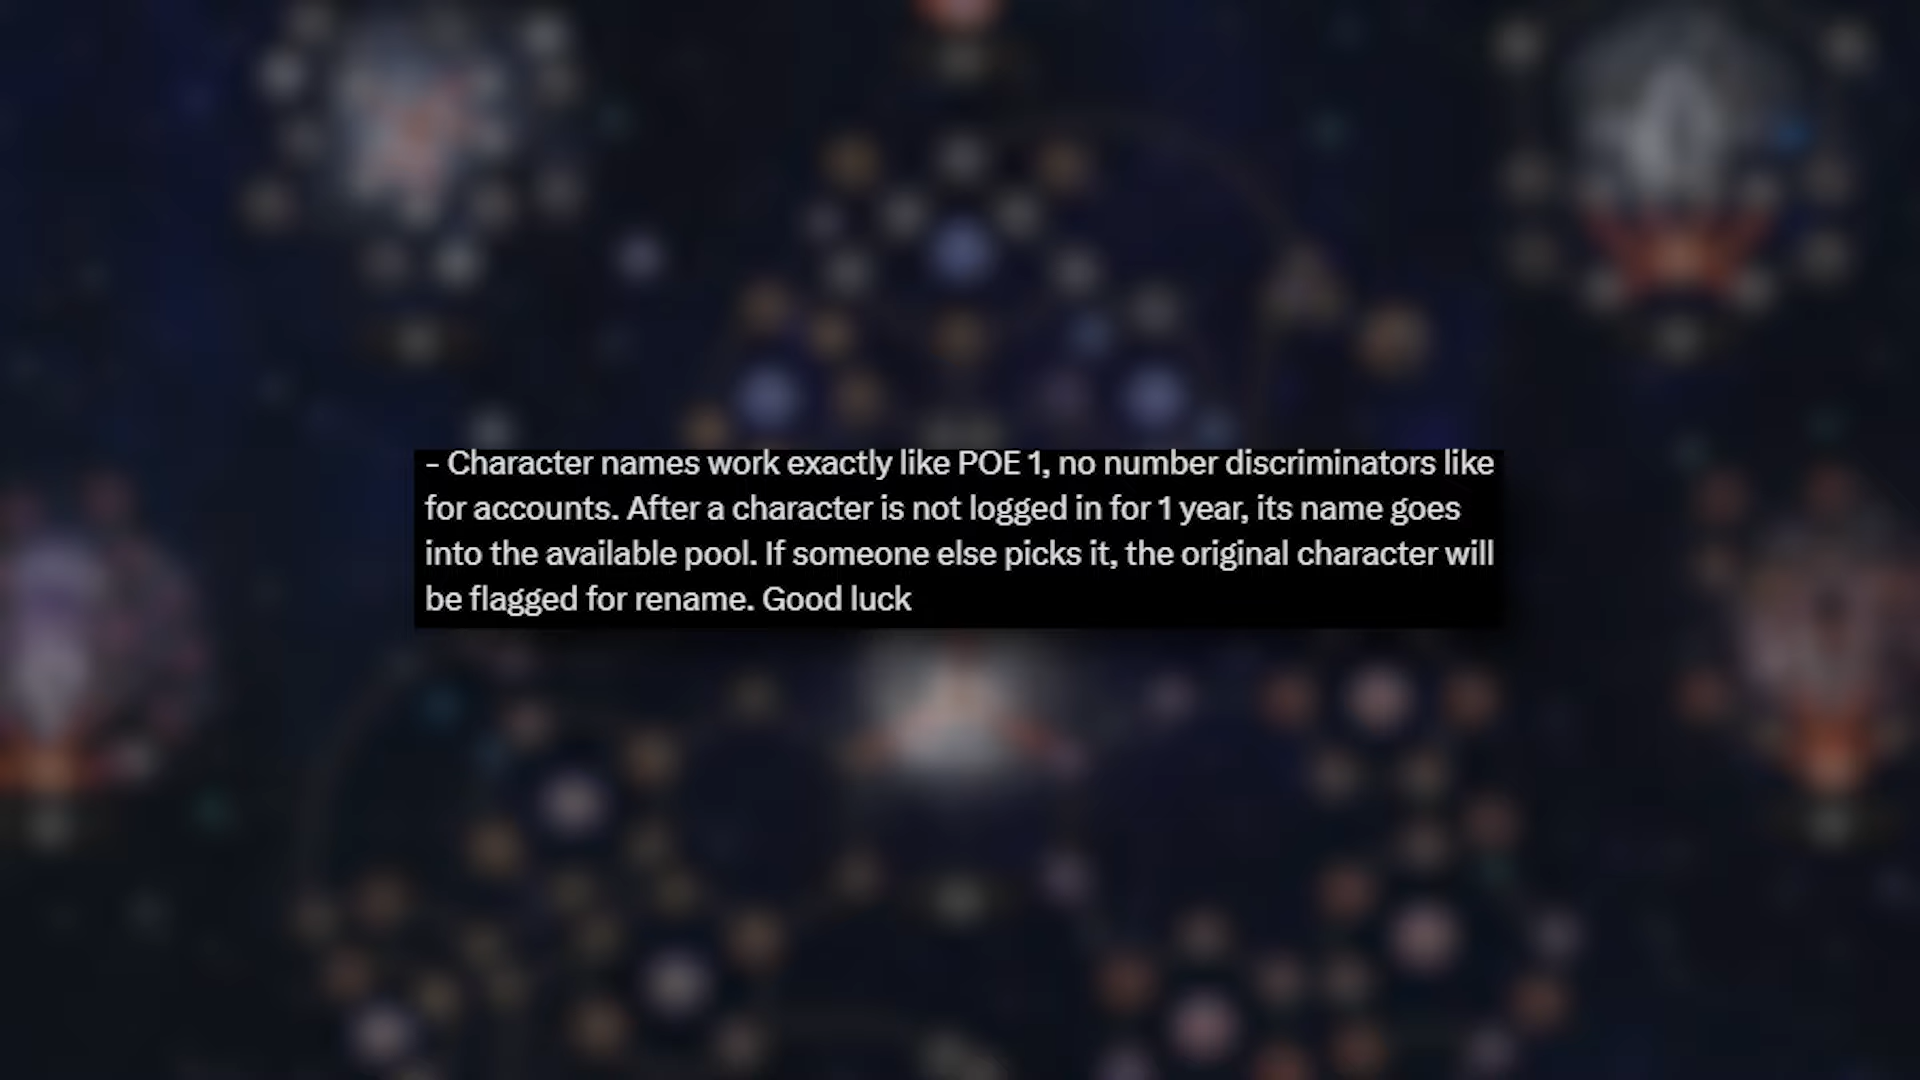 - Character names work exactly like POE 1, no number discriminators like
for accounts. After a character is not logged in for 1 year, its name goes
into the available pool. If someone else picks it, the original character will
be flagged for rename. Good luck